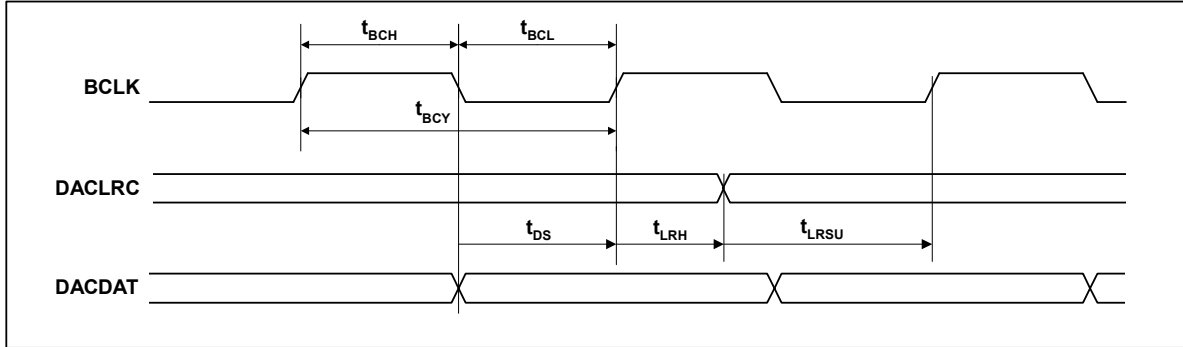 tBCH tBCL
BCLK
tBCY
DACLRC
tDS tLRH tLRSU
DACDAT